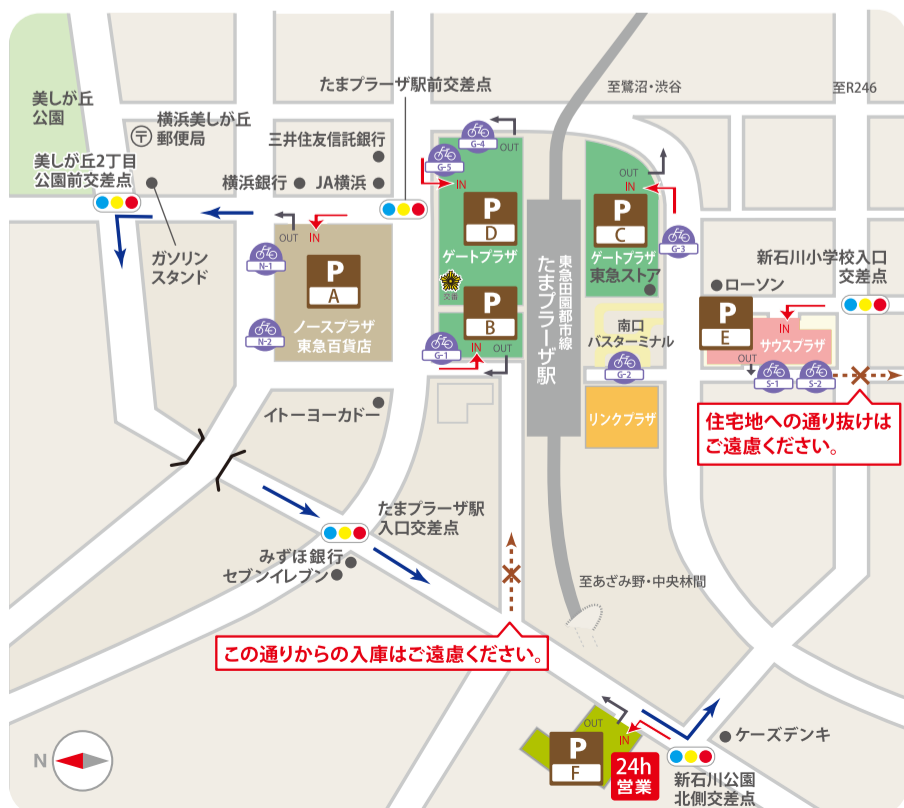 たまプラーザ駅前交差点
至鷺沼・渋谷
至R246
美しが丘
公園
横浜美しが丘
郵便局
三井住友信託銀行
美しが丘2丁目
公園前交差点
横浜銀行
JA横浜
ガソリン
スタンド
G-4
OUT
G-5
IN
P
D
ゲートプラザ
交番
OUT
IN
P
C
ゲートプラザ
東急ストア
G-3
OUT
IN
N-1
P
A
ノースプラザ
東急百貨店
N-2
P
B
IN
OUT
G-1
東急田園都市線
たまプラーザ駅
南口
バスターミナル
G-2
リンクプラザ
新石川小学校入口
交差点
ローソン
P
E
IN
サウスプラザ
OUT
S-1
S-2
住宅地への通り抜けは
ご遠慮ください。
イトーヨーカドー
たまプラーザ駅
入口交差点
みずほ銀行
セブンイレブン
至あざみ野・中央林間
この通りからの入庫はご遠慮ください。
OUT
IN
P
F
24h
営業
ケーズデンキ
新石川公園
北側交差点
N